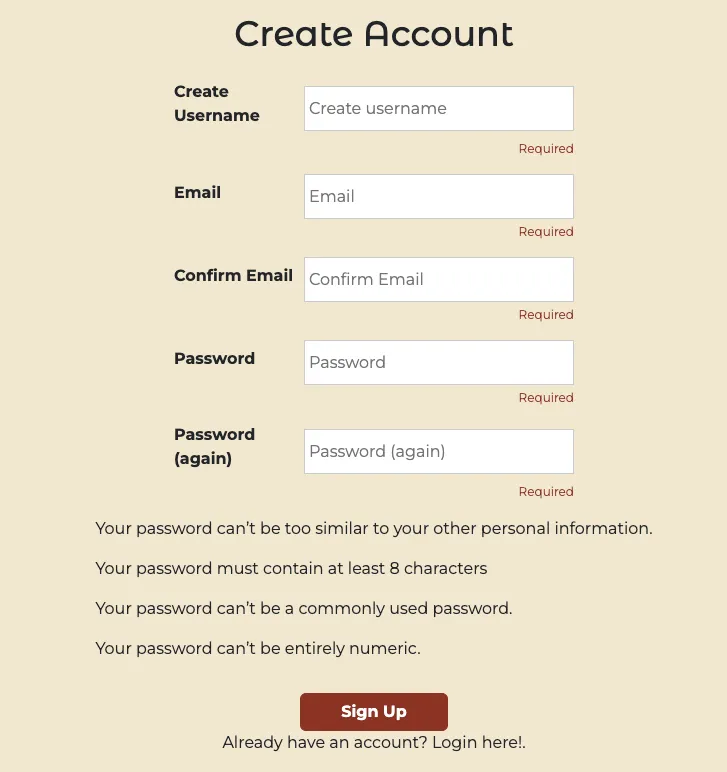 Create Account
Create
Username
Create username
Required
Email
Email
Required
Confirm Email
Confirm Email
Required
Password
Password
Required
Password
(again)
Password (again)
Required
Your password can’t be too similar to your other personal information.
Your password must contain at least 8 characters
Your password can’t be a commonly used password.
Your password can’t be entirely numeric.
Sign Up
Already have an account? Login here!.